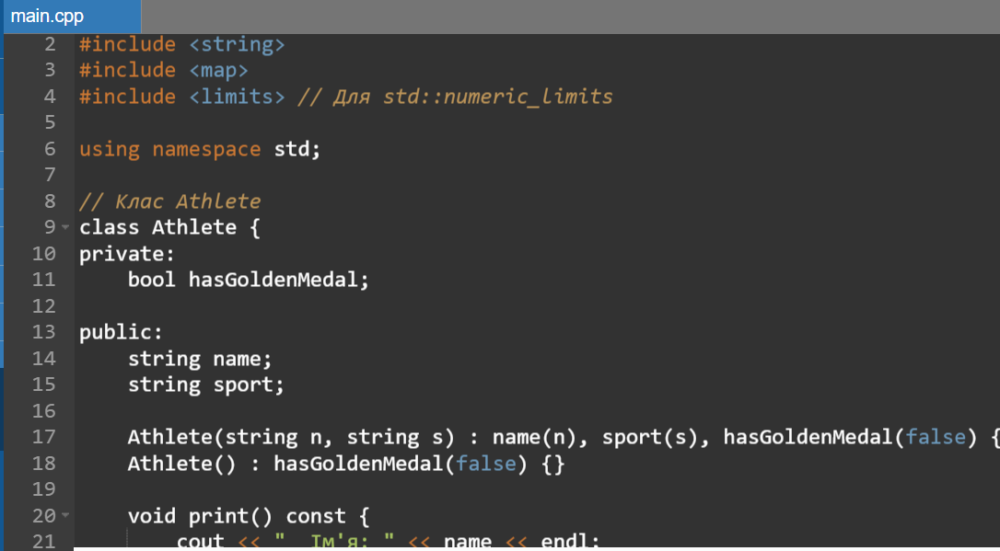 main.cpp
2 #include <string>
3 #include <map>
4 #include <limits> // Для std::numeric_limits
5
6 using namespace std;
7
8 // Клас Athlete
9 class Athlete {
10 private:
11     bool hasGoldenMedal;
12
13 public:
14     string name;
15     string sport;
16
17     Athlete(string n, string s) : name(n), sport(s), hasGoldenMedal(false) {
18     Athlete() : hasGoldenMedal(false) {}
19
20     void print() const {
21         cout << "  Ім'я: " << name << endl;